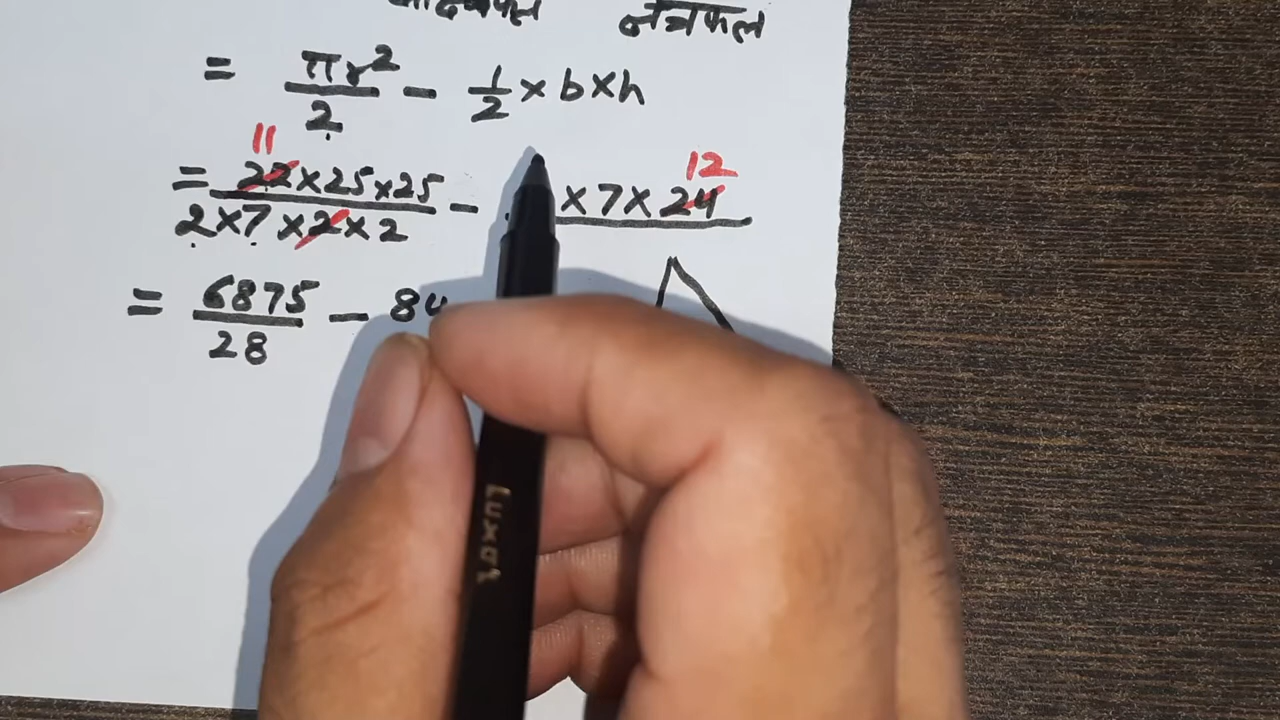 क्षेत्रफल
= πr²/2 - 1/2 × b × h
11 12
= 22×25×25/2×7×2×2 - ×7×24
= 6875/28 - 84
LUXOR